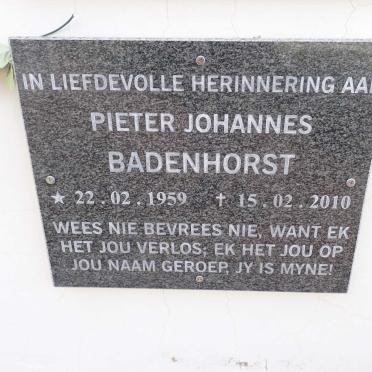 IN LIEFDEVOLLE HERINNERING AAN
PIETER JOHANNES
BADENHORST
★ 22.02.1959 ✝ 15.02.2010
WEES NIE BEVREES NIE, WANT EK
HET JOU VERLOS; EK HET JOU OP
JOU NAAM GEROEP, JY IS MYNE!